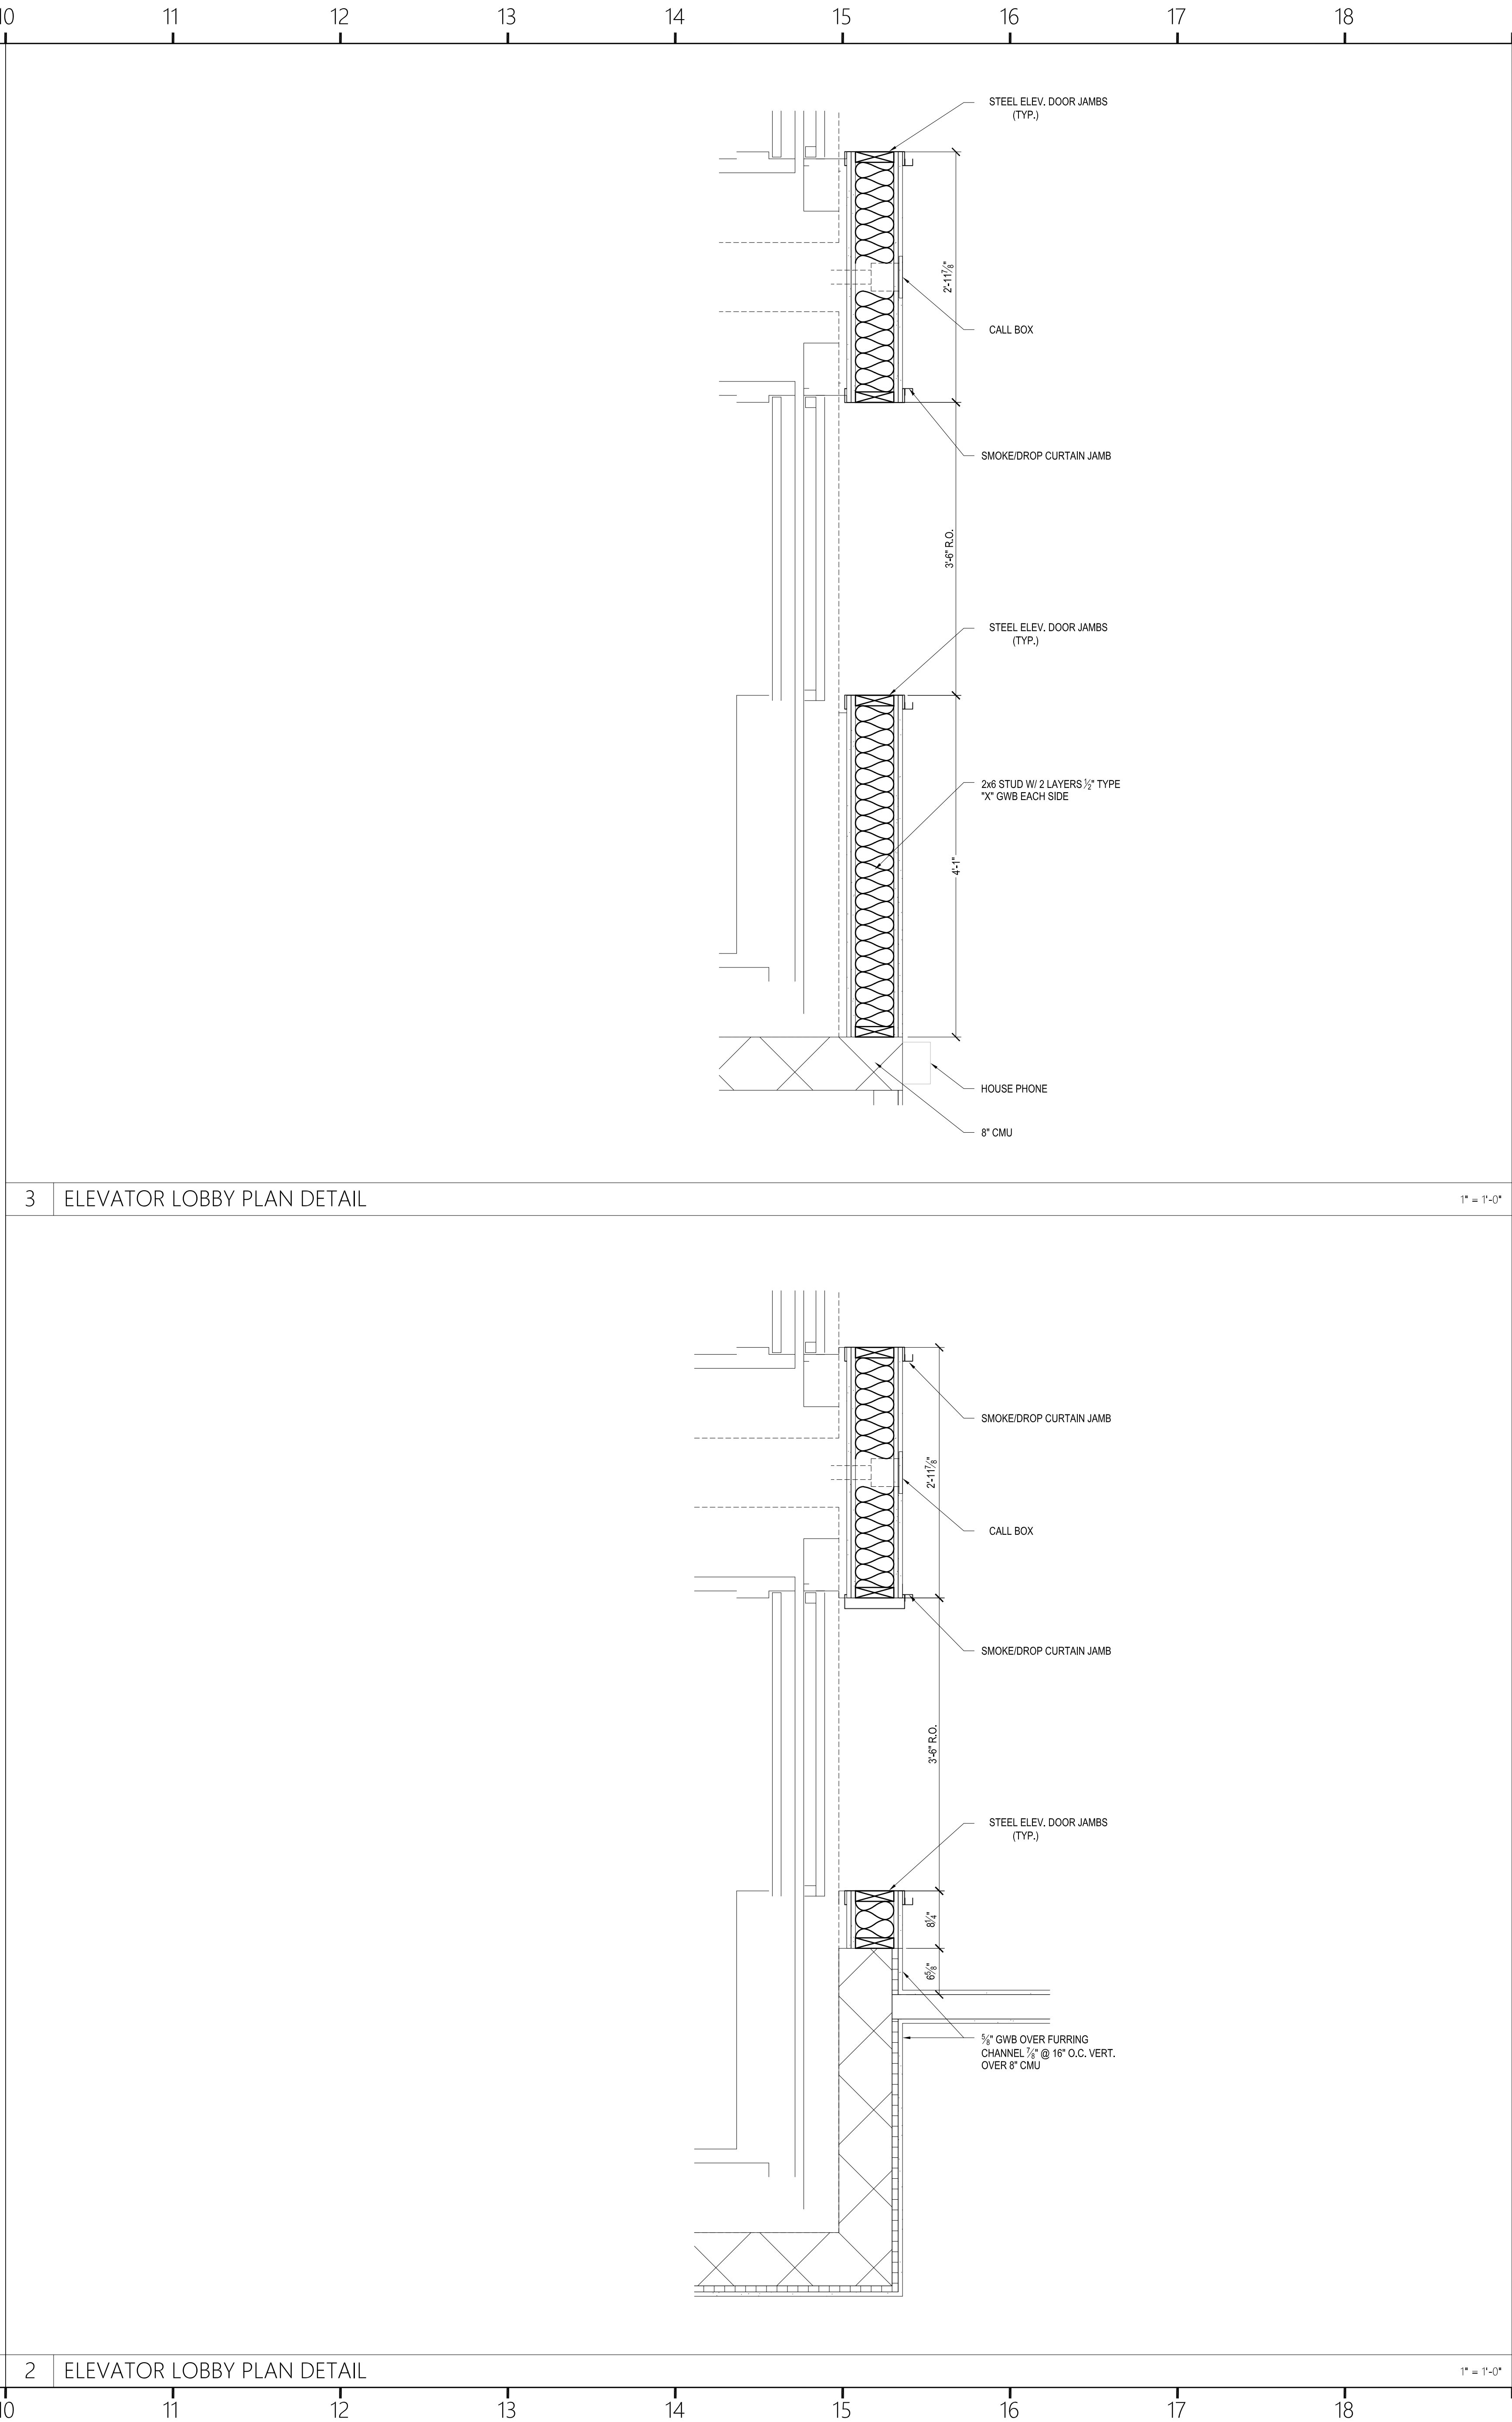 10 11 12 13 14 15 16 17 18
STEEL ELEV. DOOR JAMBS
(TYP.)
2'-11⅞"
CALL BOX
SMOKE/DROP CURTAIN JAMB
3'-6" R.O.
STEEL ELEV. DOOR JAMBS
(TYP.)
2x6 STUD W/ 2 LAYERS ½" TYPE
"X" GWB EACH SIDE
4'-1"
HOUSE PHONE
8" CMU
3 ELEVATOR LOBBY PLAN DETAIL 1" = 1'-0"
SMOKE/DROP CURTAIN JAMB
2'-11⅞"
CALL BOX
SMOKE/DROP CURTAIN JAMB
3'-6" R.O.
STEEL ELEV. DOOR JAMBS
(TYP.)
8¼"
6⅝"
⅝" GWB OVER FURRING
CHANNEL ⅞" @ 16" O.C. VERT.
OVER 8" CMU
2 ELEVATOR LOBBY PLAN DETAIL 1" = 1'-0"
10 11 12 13 14 15 16 17 18